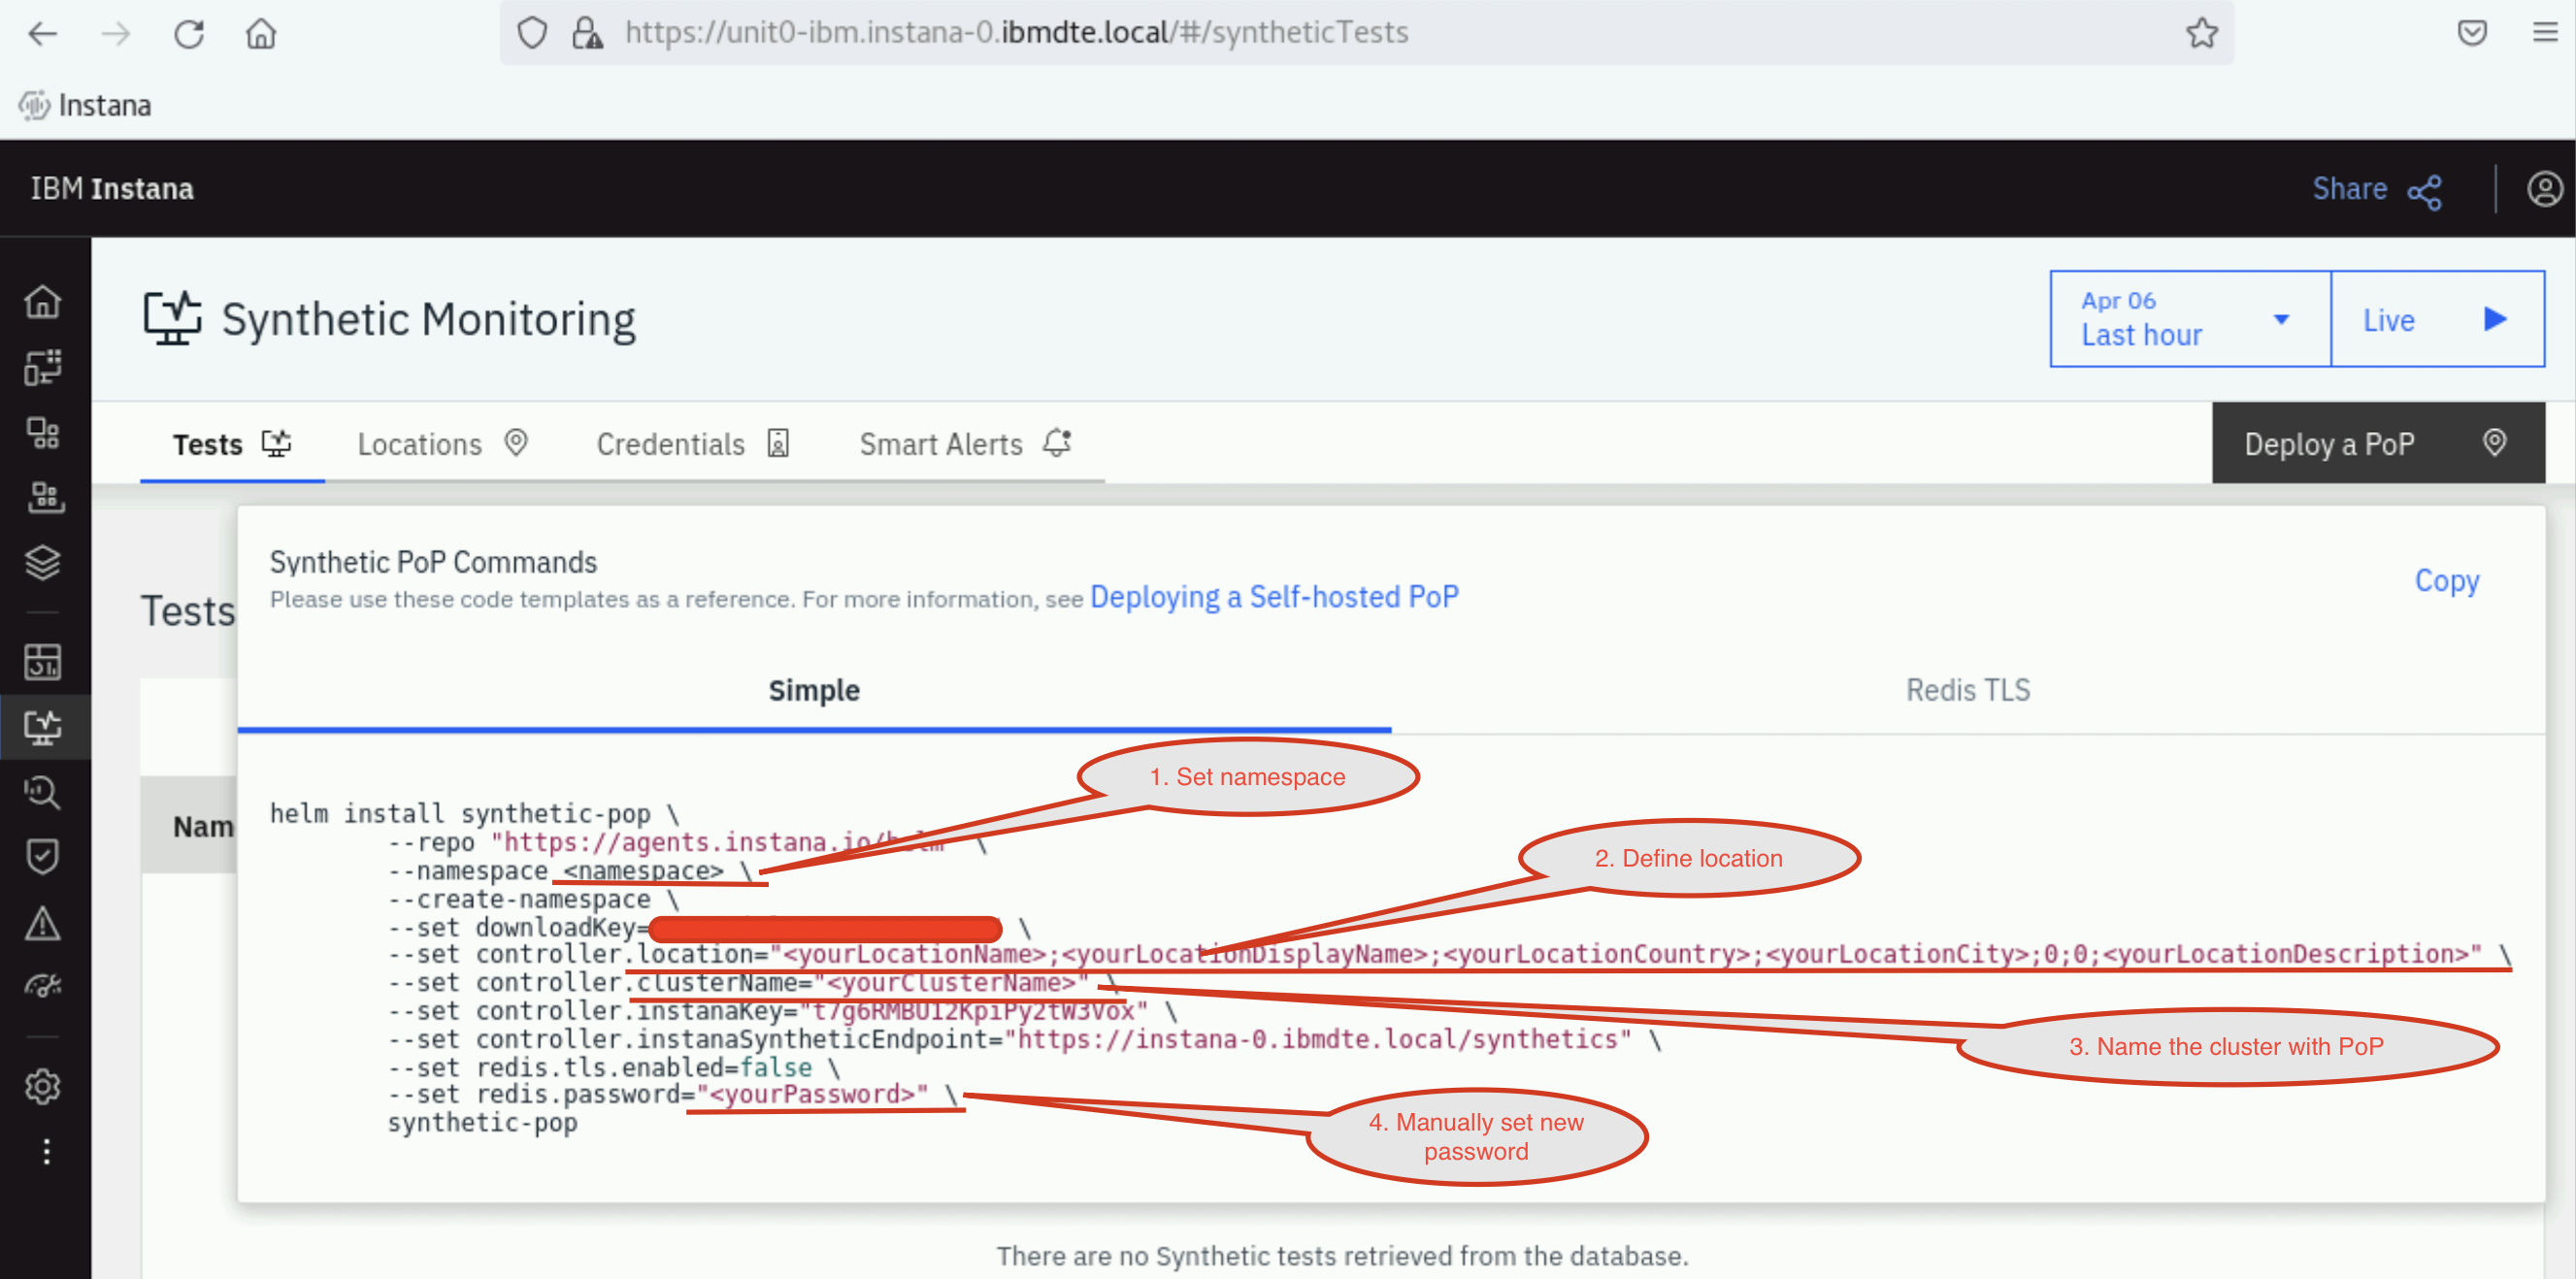 https://unit0-ibm.instana-0.ibmdte.local/#/syntheticTests
Instana
IBM Instana
Share
Synthetic Monitoring
Apr 06
Last hour
Live
Tests
Locations
Credentials
Smart Alerts
Deploy a PoP
Synthetic PoP Commands
Please use these code templates as a reference. For more information, see Deploying a Self-hosted PoP
Copy
Tests
Simple
Redis TLS
1. Set namespace
Nam
helm install synthetic-pop \
--repo "https://agents.instana.io/helm" \
--namespace <namespace> \
2. Define location
--create-namespace \
--set downloadKey= \
--set controller.location="<yourLocationName>;<yourLocationDisplayName>;<yourLocationCountry>;<yourLocationCity>;0;0;<yourLocationDescription>" \
--set controller.clusterName="<yourClusterName>" \
--set controller.instanaKey="t7g6RMBU12KpiPy2tW3Vox" \
--set controller.instanaSyntheticEndpoint="https://instana-0.ibmdte.local/synthetics" \
3. Name the cluster with PoP
--set redis.tls.enabled=false \
--set redis.password="<yourPassword>" \
synthetic-pop
4. Manually set new
password
There are no Synthetic tests retrieved from the database.